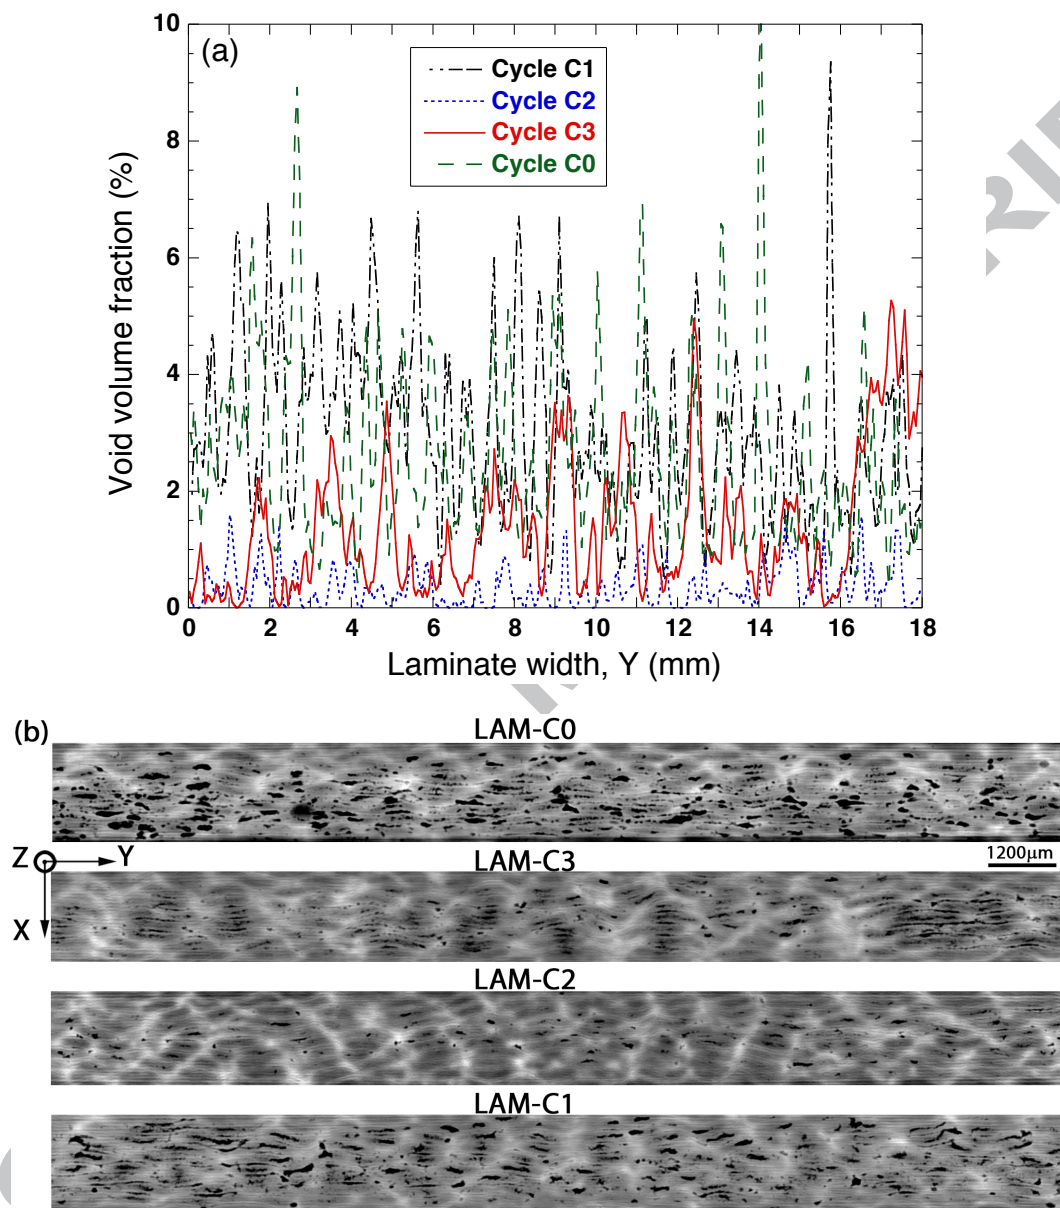 (a)
Cycle C1
Cycle C2
Cycle C3
Cycle C0
10
8
6
4
2
0
Void volume fraction (%)
0 2 4 6 8 10 12 14 16 18
Laminate width, Y (mm)
(b)
LAM-C0
Z Y
X
LAM-C3
1200μm
LAM-C2
LAM-C1